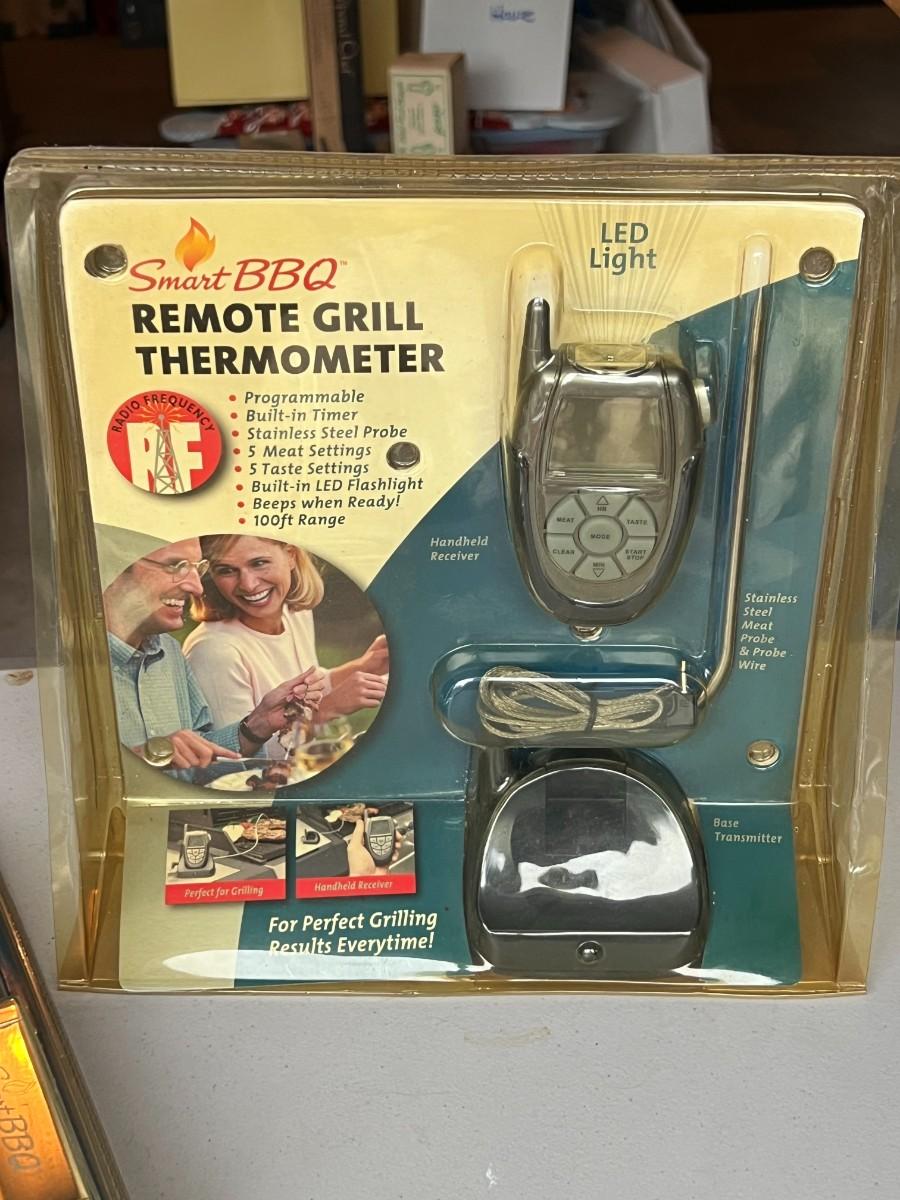 LED
Light
Smart BBQ™
REMOTE GRILL
THERMOMETER
RADIO FREQUENCY
RF
• Programmable
• Built-in Timer
• Stainless Steel Probe
• 5 Meat Settings
• 5 Taste Settings
• Built-in LED Flashlight
• Beeps when Ready!
• 100ft Range
HR
MEAT
TASTE
MODE
CLEAR
START
STOP
MIN
Handheld
Receiver
Stainless
Steel
Meat
Probe
& Probe
Wire
Base
Transmitter
Perfect for Grilling
Handheld Receiver
For Perfect Grilling
Results Everytime!
BBQ